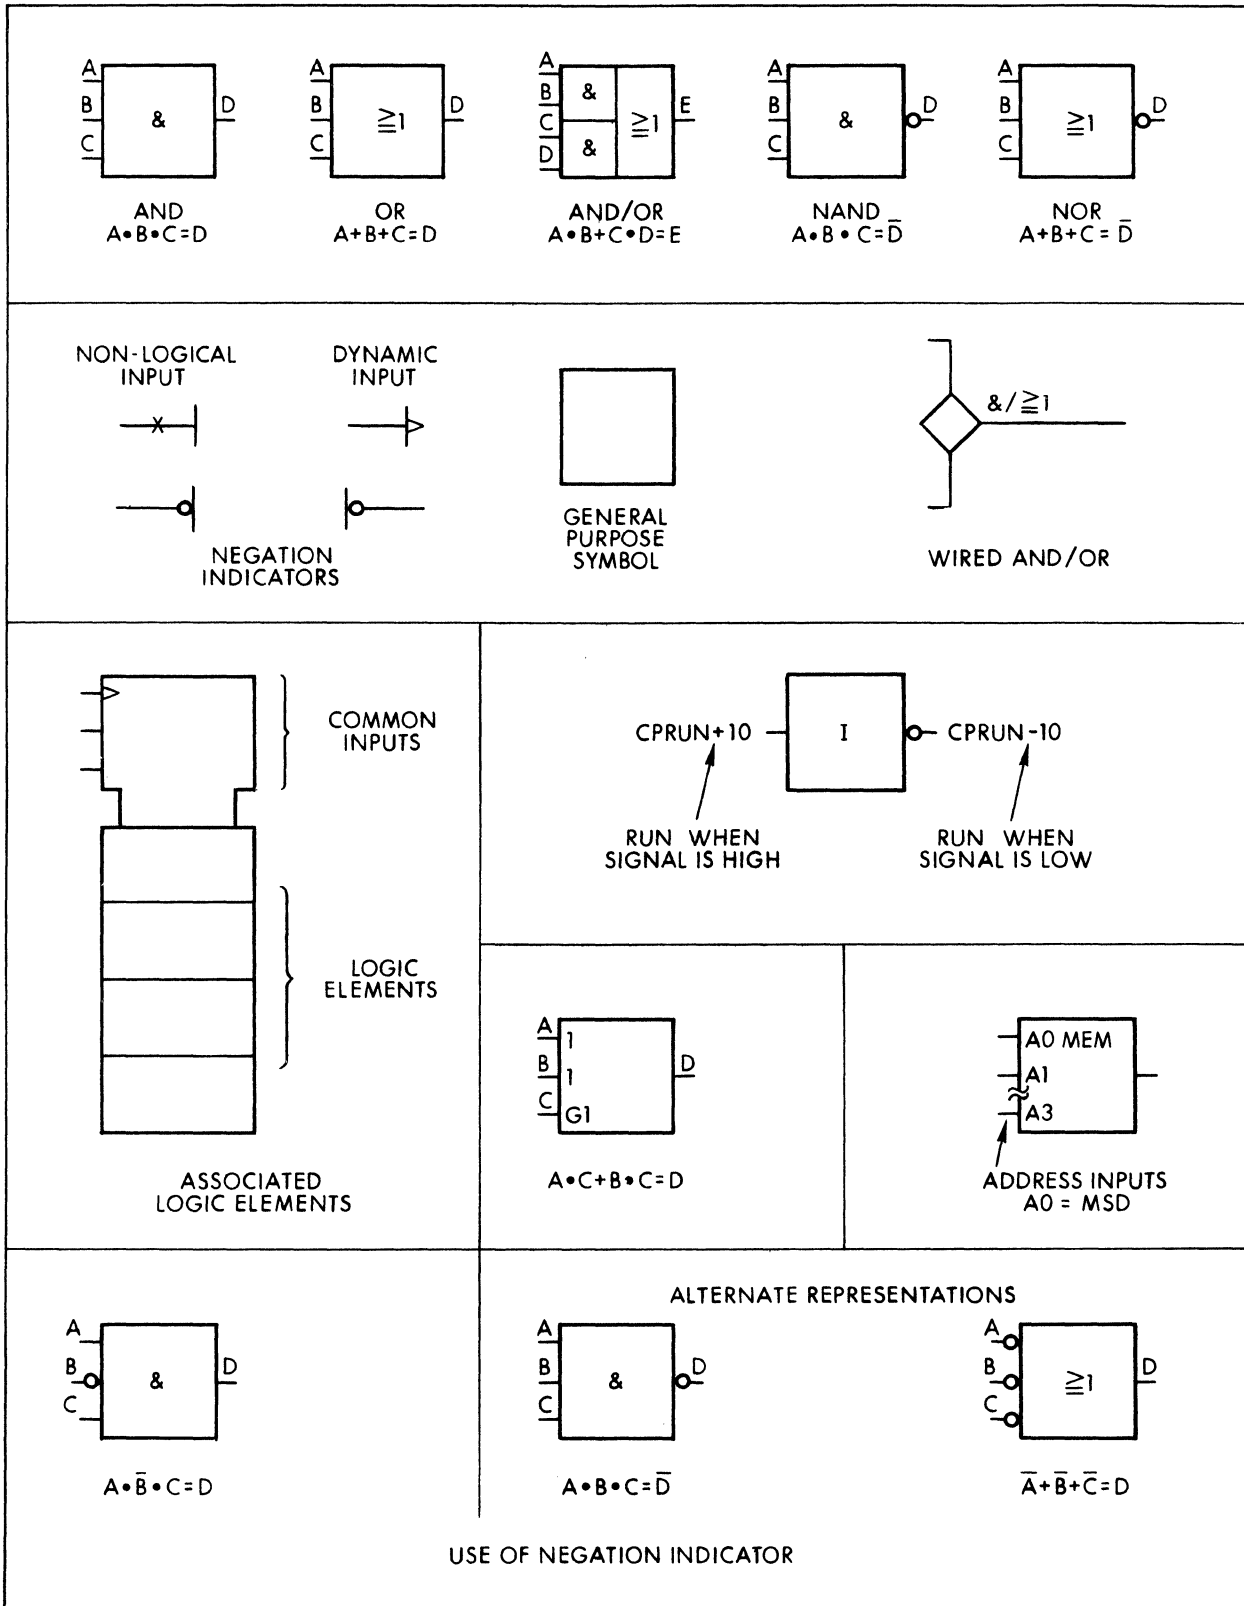 A
B
C
&
D
AND
A•B•C=D
A
B
C
≧1
D
OR
A+B+C=D
A
B
C
D
&
&
≧1
E
AND/OR
A•B+C•D=E
A
B
C
&
D
NAND
A•B•C=D̅
A
B
C
≧1
D
NOR
A+B+C=D̅
NON-LOGICAL
INPUT
DYNAMIC
INPUT
NEGATION
INDICATORS
GENERAL
PURPOSE
SYMBOL
&/≧1
WIRED AND/OR
COMMON
INPUTS
LOGIC
ELEMENTS
ASSOCIATED
LOGIC ELEMENTS
CPRUN+10
I
CPRUN-10
RUN WHEN
SIGNAL IS HIGH
RUN WHEN
SIGNAL IS LOW
A
1
B
1
C
G1
D
A•C+B•C=D
A0 MEM
A1
A3
ADDRESS INPUTS
A0 = MSD
A
B
C
&
D
A•B̅•C=D
ALTERNATE REPRESENTATIONS
A
B
C
&
D
A•B•C=D̅
A
B
C
≧1
D
A̅+B̅+C̅=D
USE OF NEGATION INDICATOR